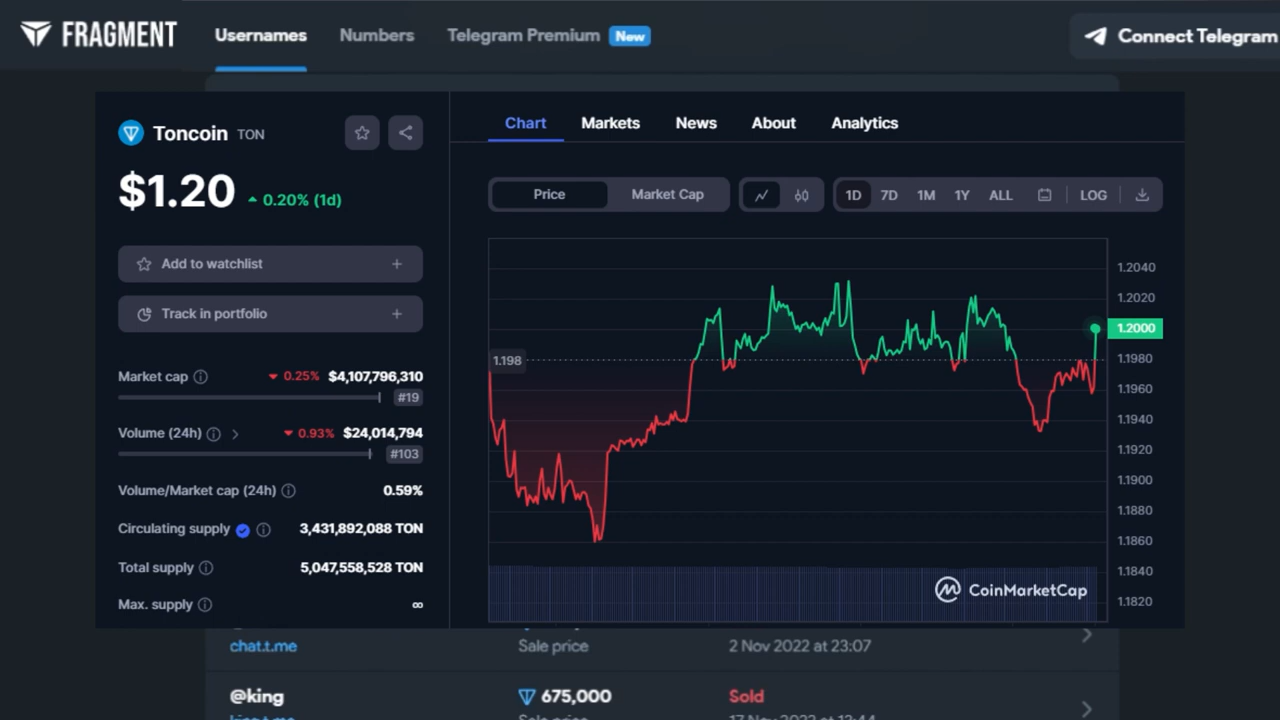 FRAGMENT
Usernames Numbers Telegram Premium New
Connect Telegram
Toncoin TON
$1.20 0.20% (1d)
Add to watchlist +
Track in portfolio +
Market cap 0.25% $4,107,796,310
#19
Volume (24h) 0.93% $24,014,794
#103
Volume/Market cap (24h) 0.59%
Circulating supply 3,431,892,088 TON
Total supply 5,047,558,528 TON
Max. supply ∞
Chart Markets News About Analytics
Price Market Cap 1D 7D 1M 1Y ALL LOG
1.2040
1.2020
1.2000
1.198
1.1980
1.1960
1.1940
1.1920
1.1900
1.1880
1.1860
1.1840
1.1820
CoinMarketCap
chat.t.me Sale price 2 Nov 2022 at 23:07
@king 675,000 Sold